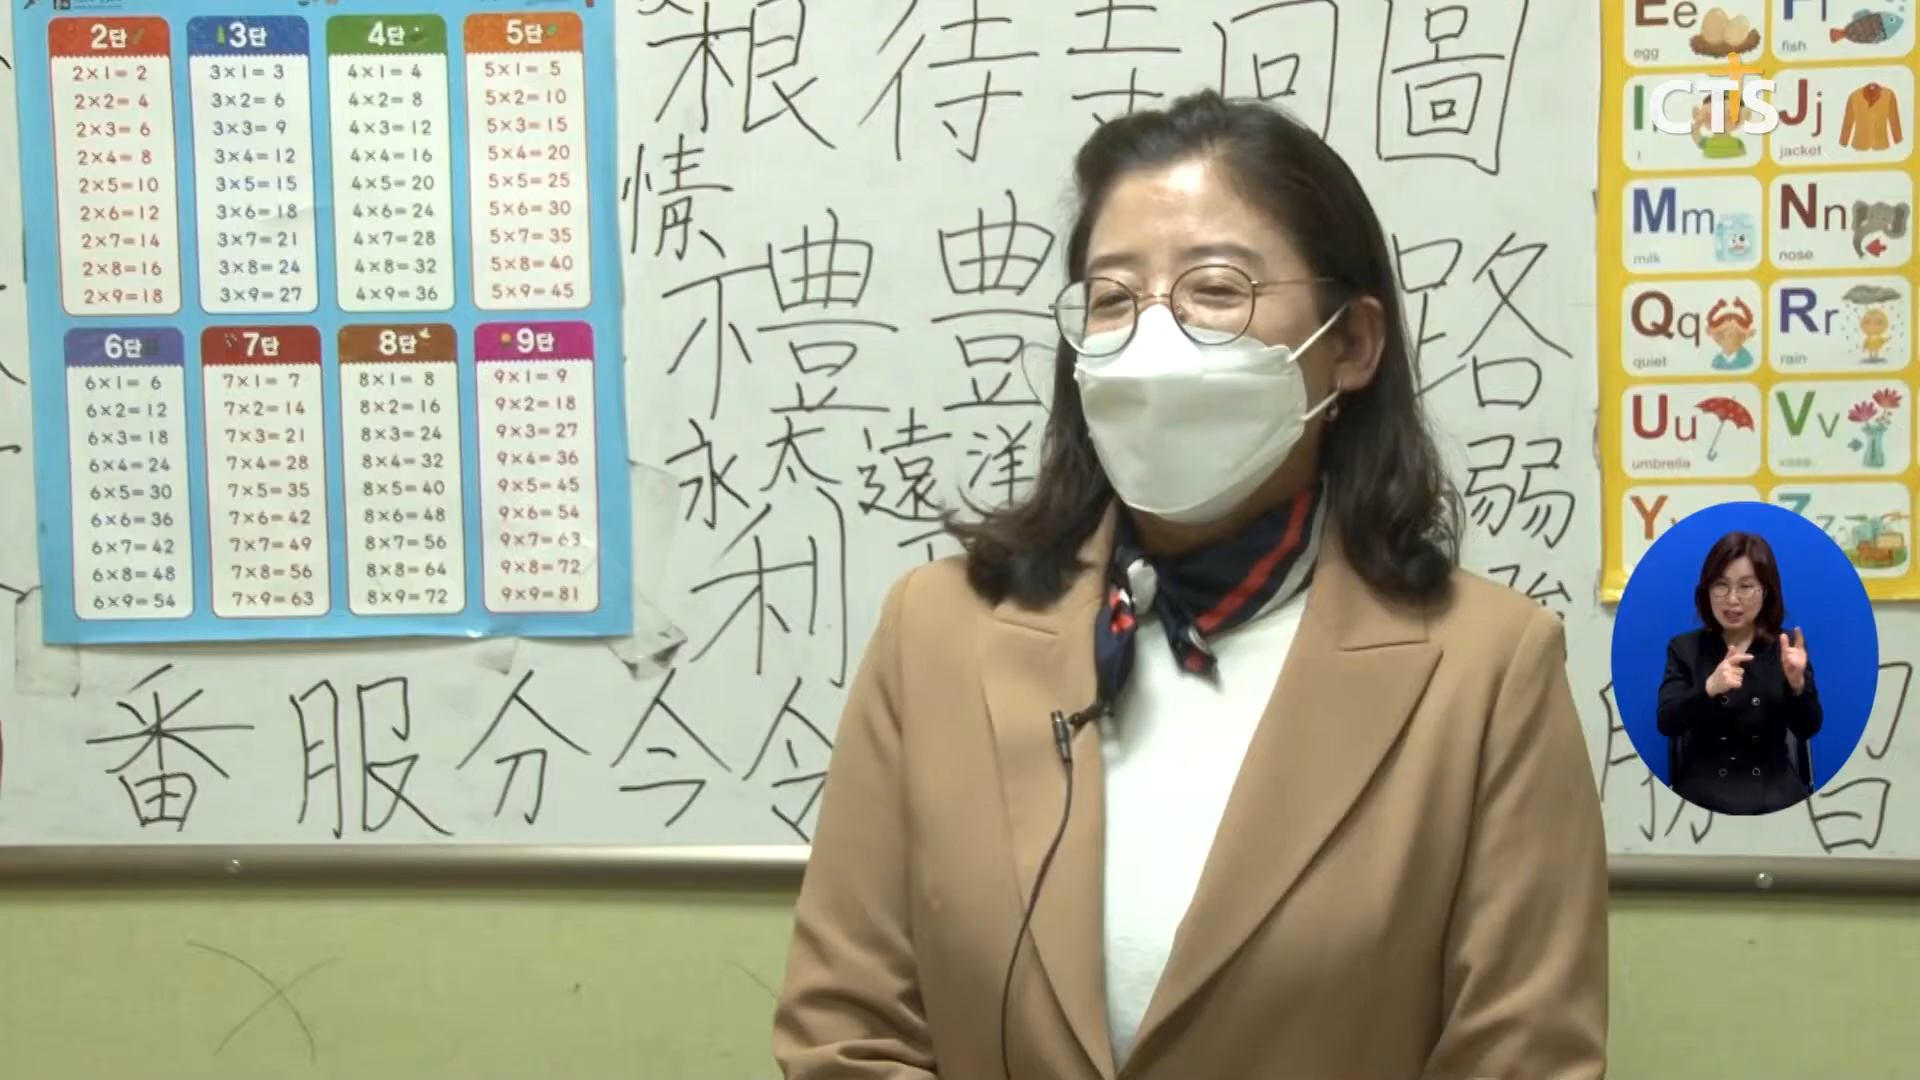 2단 3단 4단 5단
2×1=2 3×1=3 4×1=4 5×1=5
2×2=4 3×2=6 4×2=8 5×2=10
2×3=6 3×3=9 4×3=12 5×3=15
2×4=8 3×4=12 4×4=16 5×4=20
2×5=10 3×5=15 4×5=20 5×5=25
2×6=12 3×6=18 4×6=24 5×6=30
2×7=14 3×7=21 4×7=28 5×7=35
2×8=16 3×8=24 4×8=32 5×8=40
2×9=18 3×9=27 4×9=36 5×9=45
6단 7단 8단 9단
6×1=6 7×1=7 8×1=8 9×1=9
6×2=12 7×2=14 8×2=16 9×2=18
6×3=18 7×3=21 8×3=24 9×3=27
6×4=24 7×4=28 8×4=32 9×4=36
6×5=30 7×5=35 8×5=40 9×5=45
6×6=36 7×6=42 8×6=48 9×6=54
6×7=42 7×7=49 8×7=56 9×7=63
6×8=48 7×8=56 8×8=64 9×8=72
6×9=54 7×9=63 8×9=72 9×9=81
根 待 寺 回 圖
情
禮 豊 路
永 太 遠 洋 弱
利
番 服 分 今 令
Ee
egg fish
CTS
Jj
jacket
Mm Nn
milk nose
Qq Rr
quiet rain
Uu Vv
umbrella vase
Zz